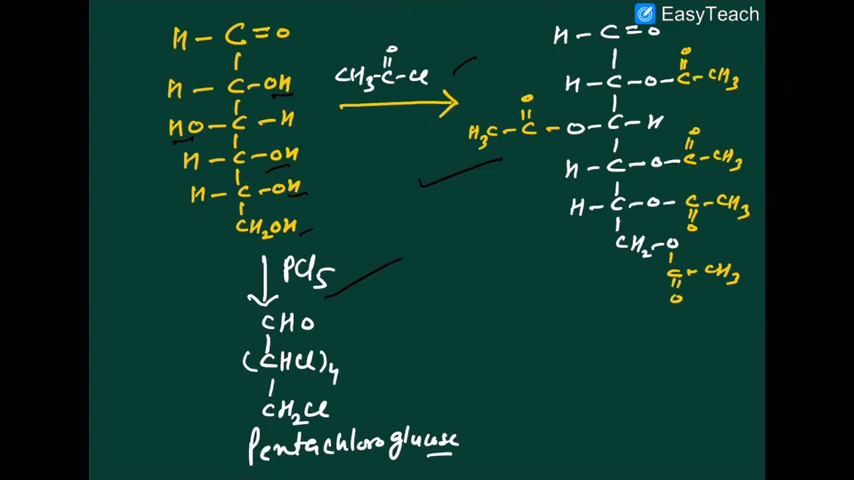 EasyTeach
H - C = O
H - C - OH
HO - C - H
H - C - OH
H - C - OH
CH2OH
O
CH3 - C - Cl
H - C = O
O
H - C - O - C - CH3
O
H3C - C - O - C - H
O
H - C - O - C - CH3
H - C - O - C - CH3
O
CH2 - O
C - CH3
O
PCl5
CHO
(CHCl)4
CH2Cl
Pentachloroglucose